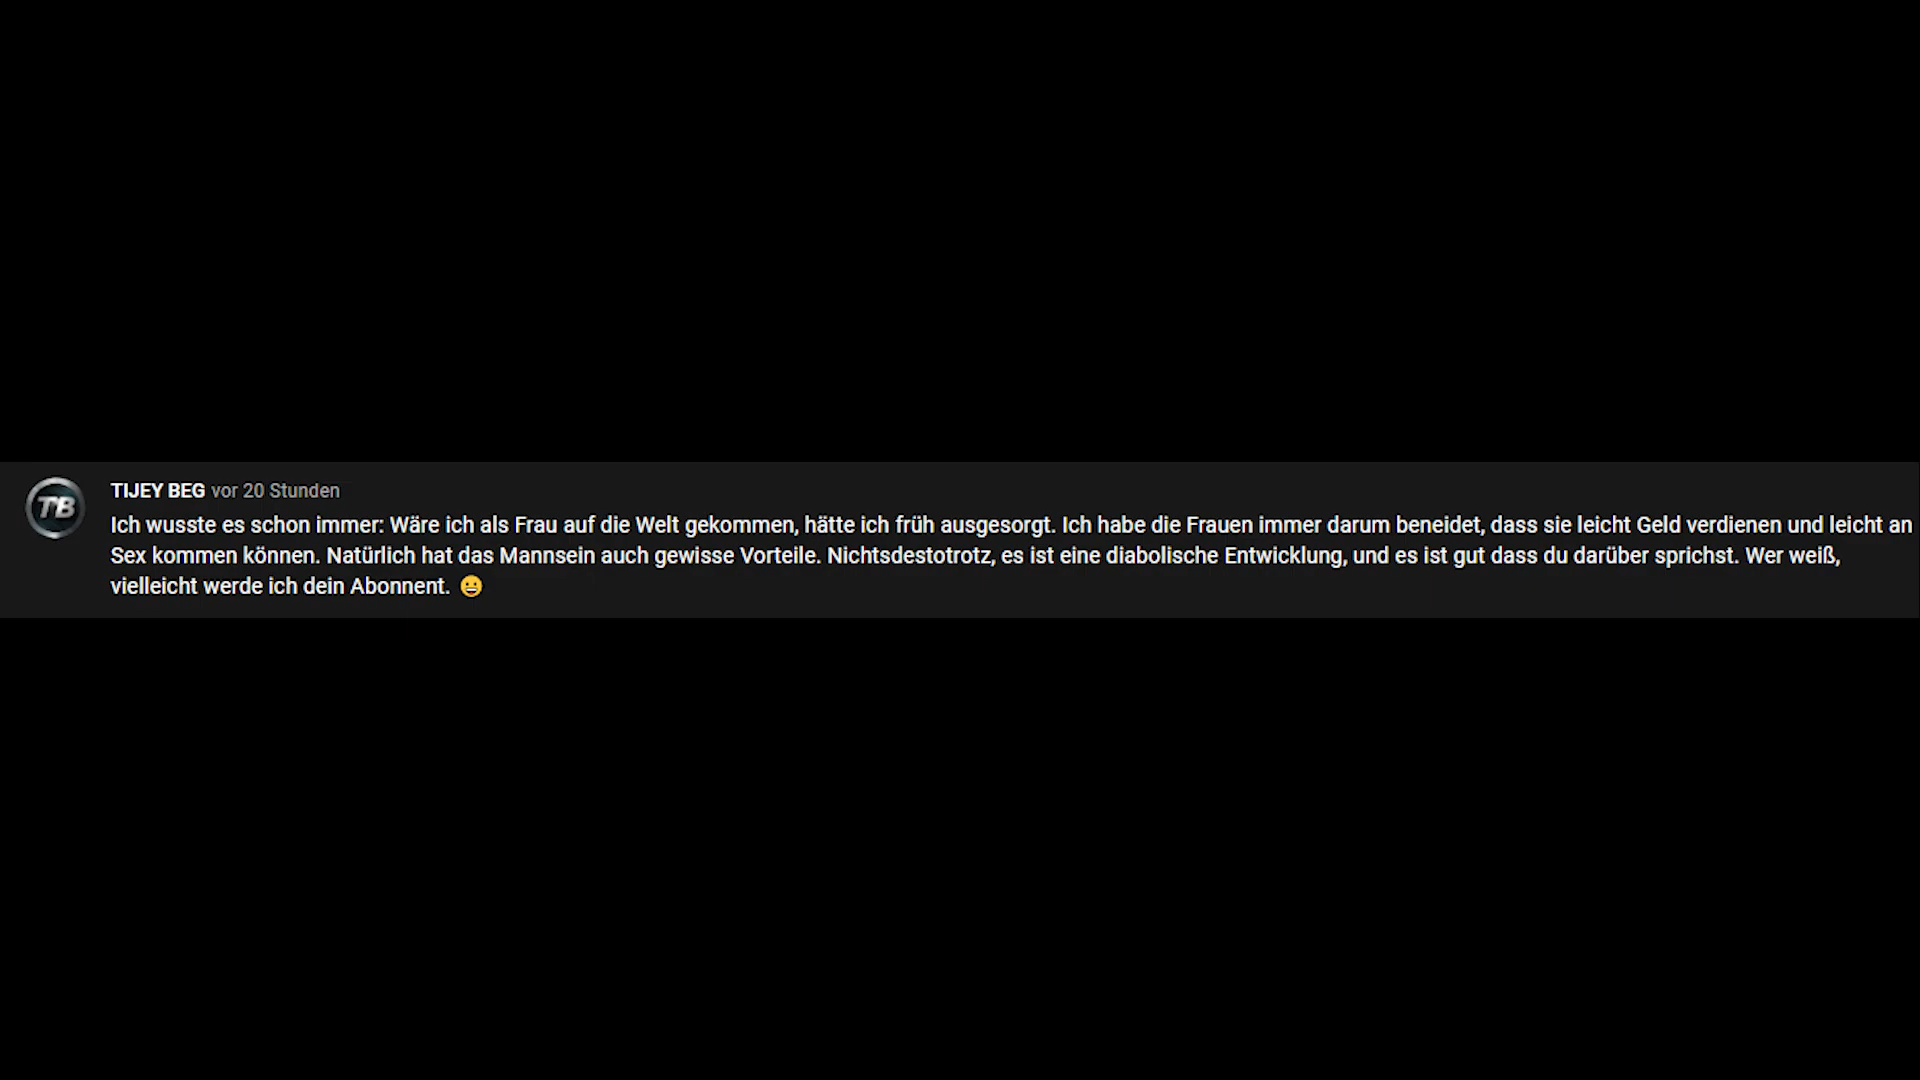 TB
TIJEY BEG vor 20 Stunden
Ich wusste es schon immer: Wäre ich als Frau auf die Welt gekommen, hätte ich früh ausgesorgt. Ich habe die Frauen immer darum beneidet, dass sie leicht Geld verdienen und leicht an
Sex kommen können. Natürlich hat das Mannsein auch gewisse Vorteile. Nichtsdestotrotz, es ist eine diabolische Entwicklung, und es ist gut dass du darüber sprichst. Wer weiß,
vielleicht werde ich dein Abonnent. 😀